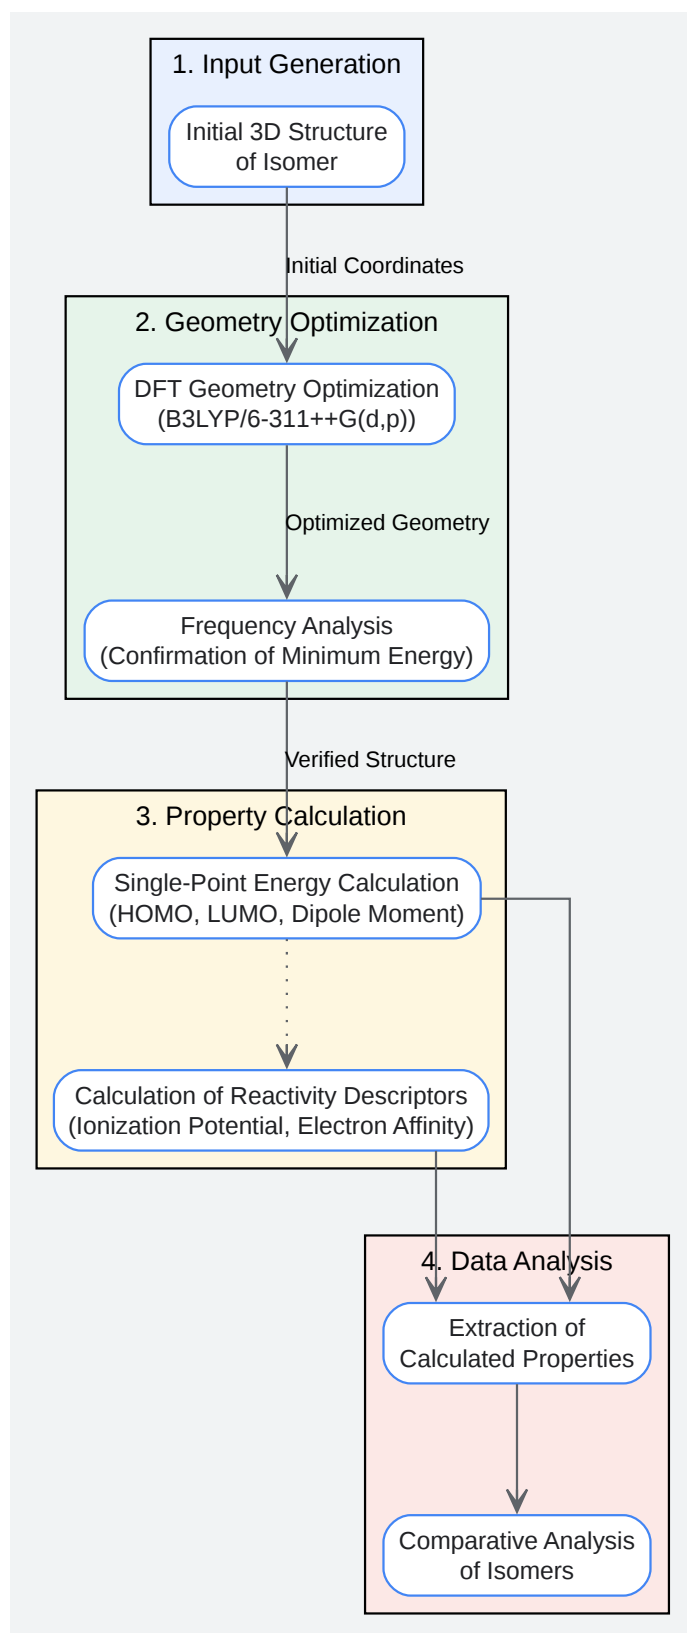 1. Input Generation
Initial 3D Structure
of Isomer
Initial Coordinates
2. Geometry Optimization
DFT Geometry Optimization
(B3LYP/6-311++G(d,p))
Optimized Geometry
Frequency Analysis
(Confirmation of Minimum Energy)
Verified Structure
3. Property Calculation
Single-Point Energy Calculation
(HOMO, LUMO, Dipole Moment)
Calculation of Reactivity Descriptors
(Ionization Potential, Electron Affinity)
4. Data Analysis
Extraction of
Calculated Properties
Comparative Analysis
of Isomers